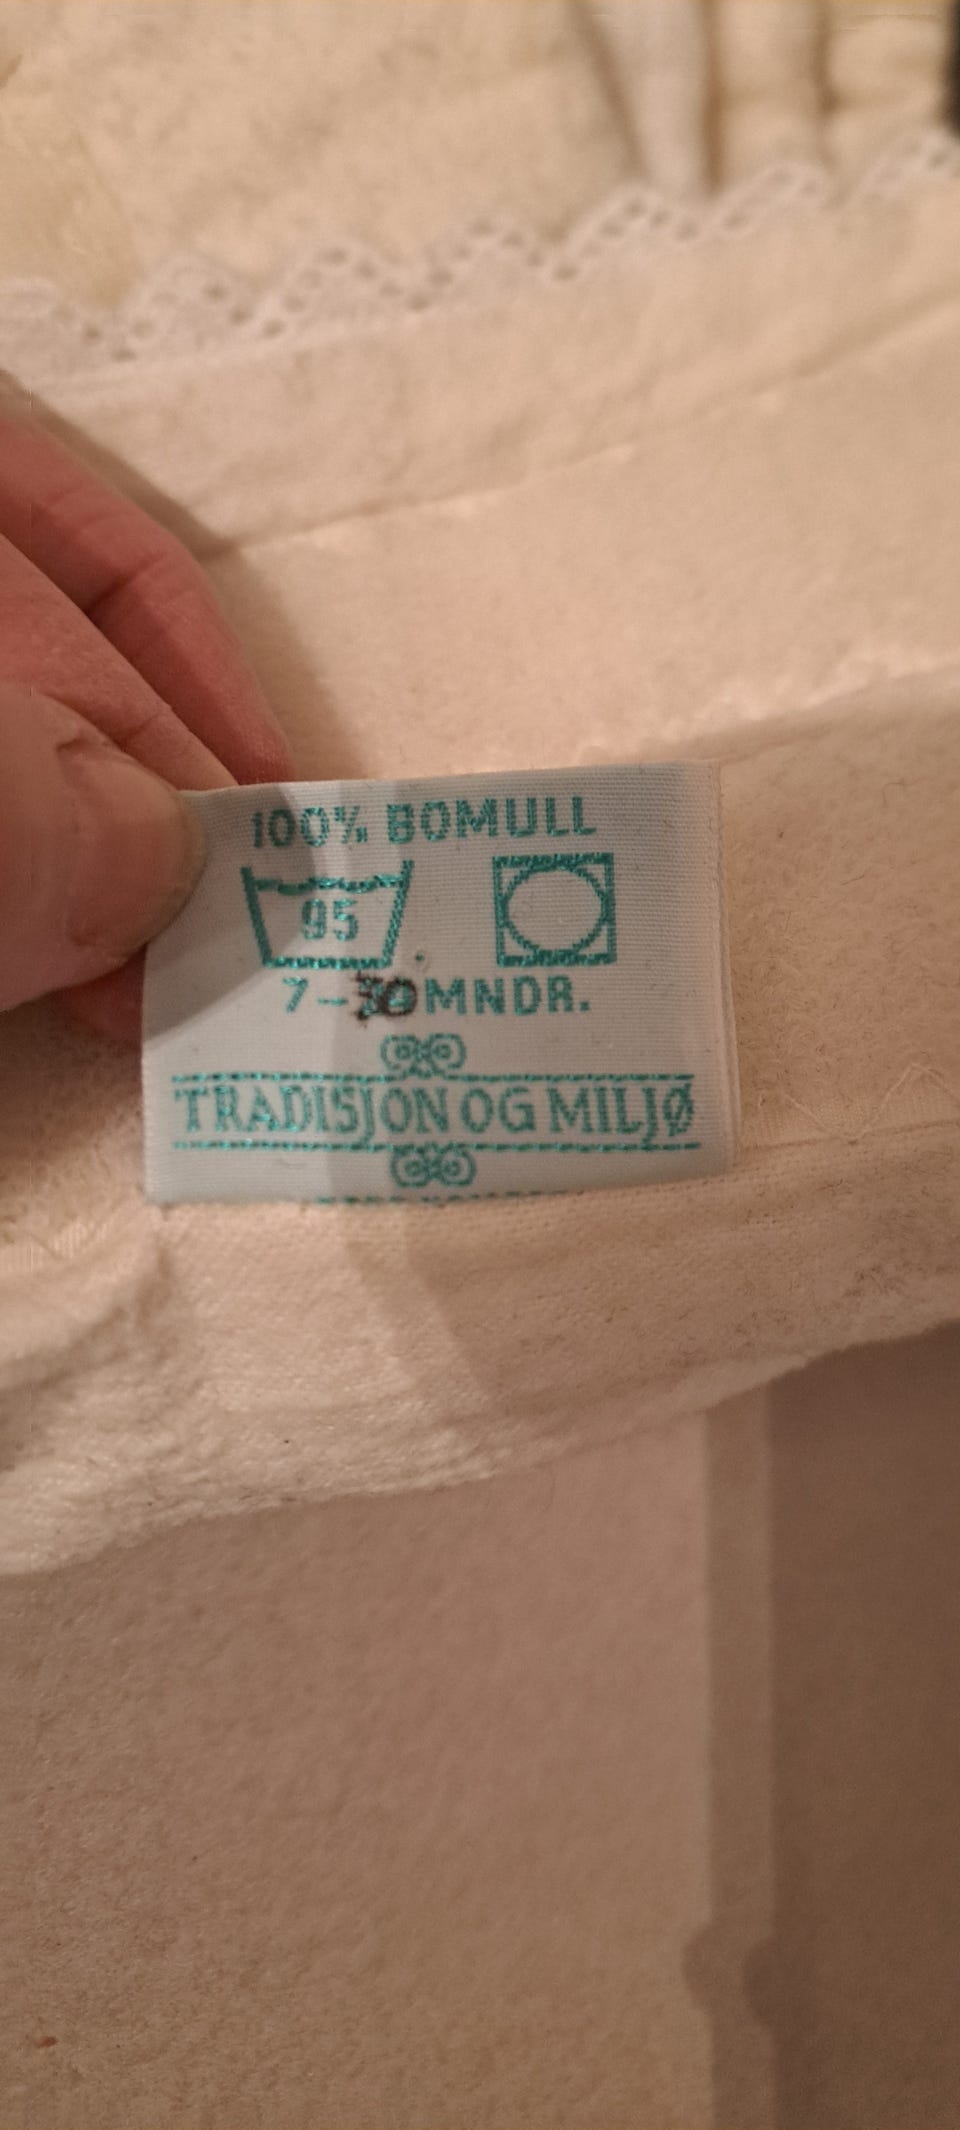 100% BOMULL
95
7-30 MNDR.
TRADISJON OG MILJØ